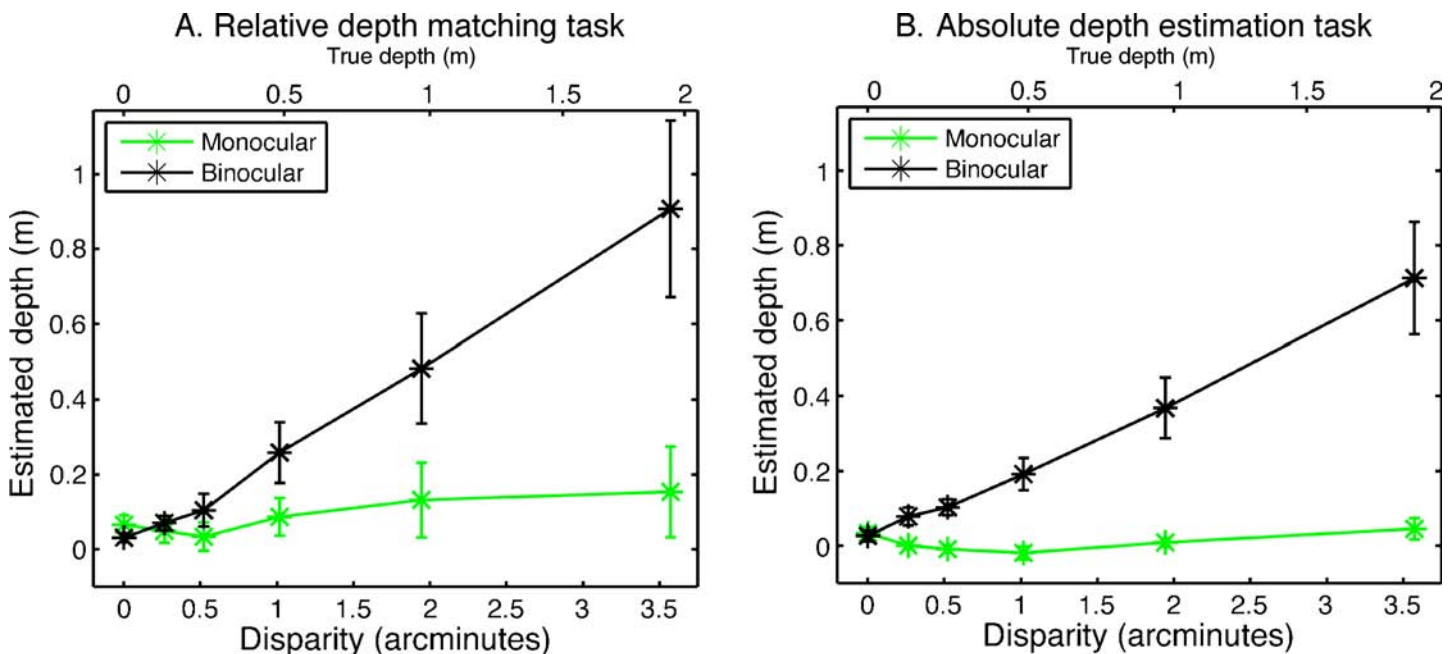 A. Relative depth matching task
True depth (m)
0 0.5 1 1.5 2
Monocular
Binocular
Estimated depth (m)
1
0.8
0.6
0.4
0.2
0
0 0.5 1 1.5 2 2.5 3 3.5
Disparity (arcminutes)
B. Absolute depth estimation task
True depth (m)
0 0.5 1 1.5 2
Monocular
Binocular
Estimated depth (m)
1
0.8
0.6
0.4
0.2
0
0 0.5 1 1.5 2 2.5 3 3.5
Disparity (arcminutes)